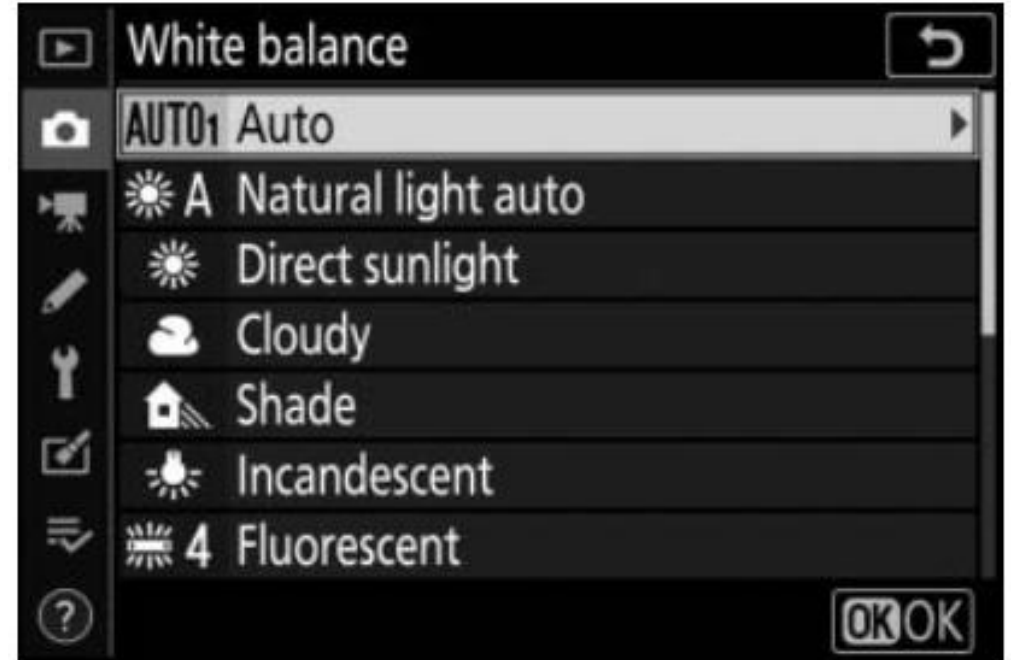 White balance
AUTO1 Auto
A Natural light auto
Direct sunlight
Cloudy
Shade
Incandescent
4 Fluorescent
?
OK OK